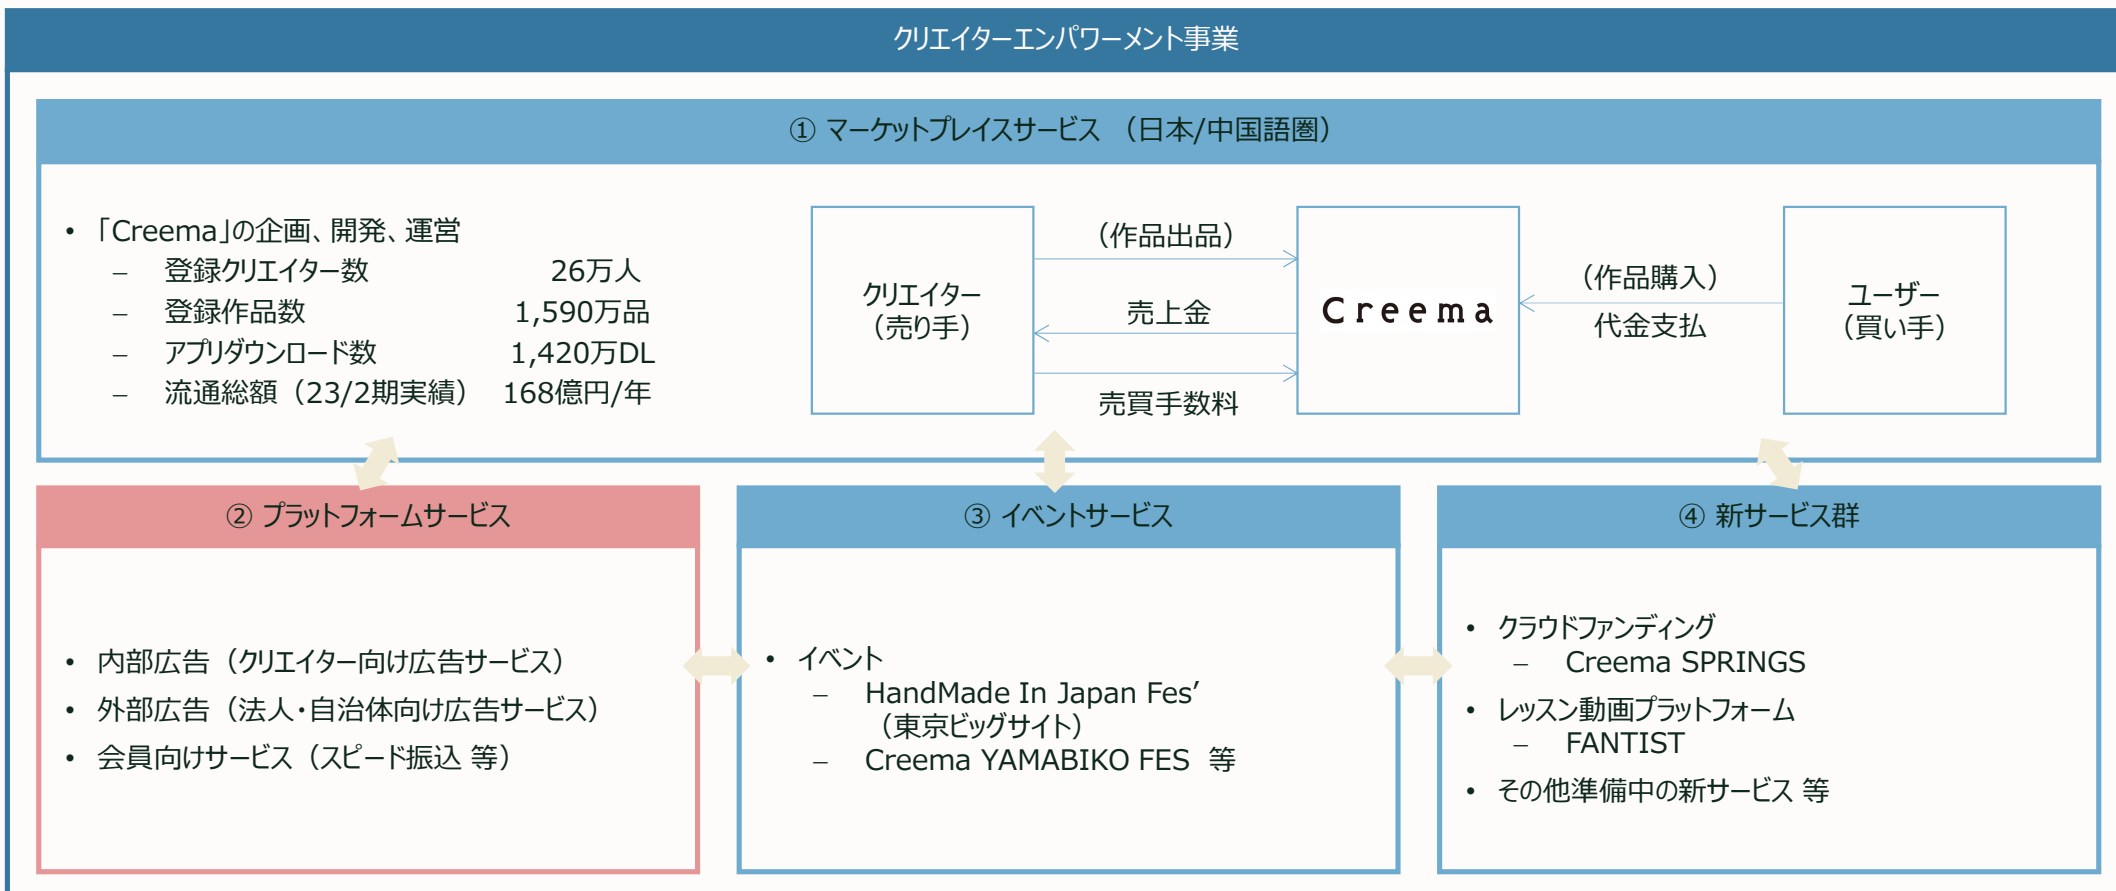 クリエイターエンパワーメント事業
① マーケットプレイスサービス （日本/中国語圏）
• 「Creema」の企画、開発、運営
– 登録クリエイター数 26万人
– 登録作品数 1,590万品
– アプリダウンロード数 1,420万DL
– 流通総額（23/2期実績） 168億円/年
クリエイター
（売り手）
（作品出品）
売上金
売買手数料
Creema
（作品購入）
代金支払
ユーザー
（買い手）
② プラットフォームサービス
• 内部広告（クリエイター向け広告サービス）
• 外部広告（法人・自治体向け広告サービス）
• 会員向けサービス（スピード振込 等）
③ イベントサービス
• イベント
– HandMade In Japan Fes’
（東京ビッグサイト）
– Creema YAMABIKO FES 等
④ 新サービス群
• クラウドファンディング
– Creema SPRINGS
• レッスン動画プラットフォーム
– FANTIST
• その他準備中の新サービス 等